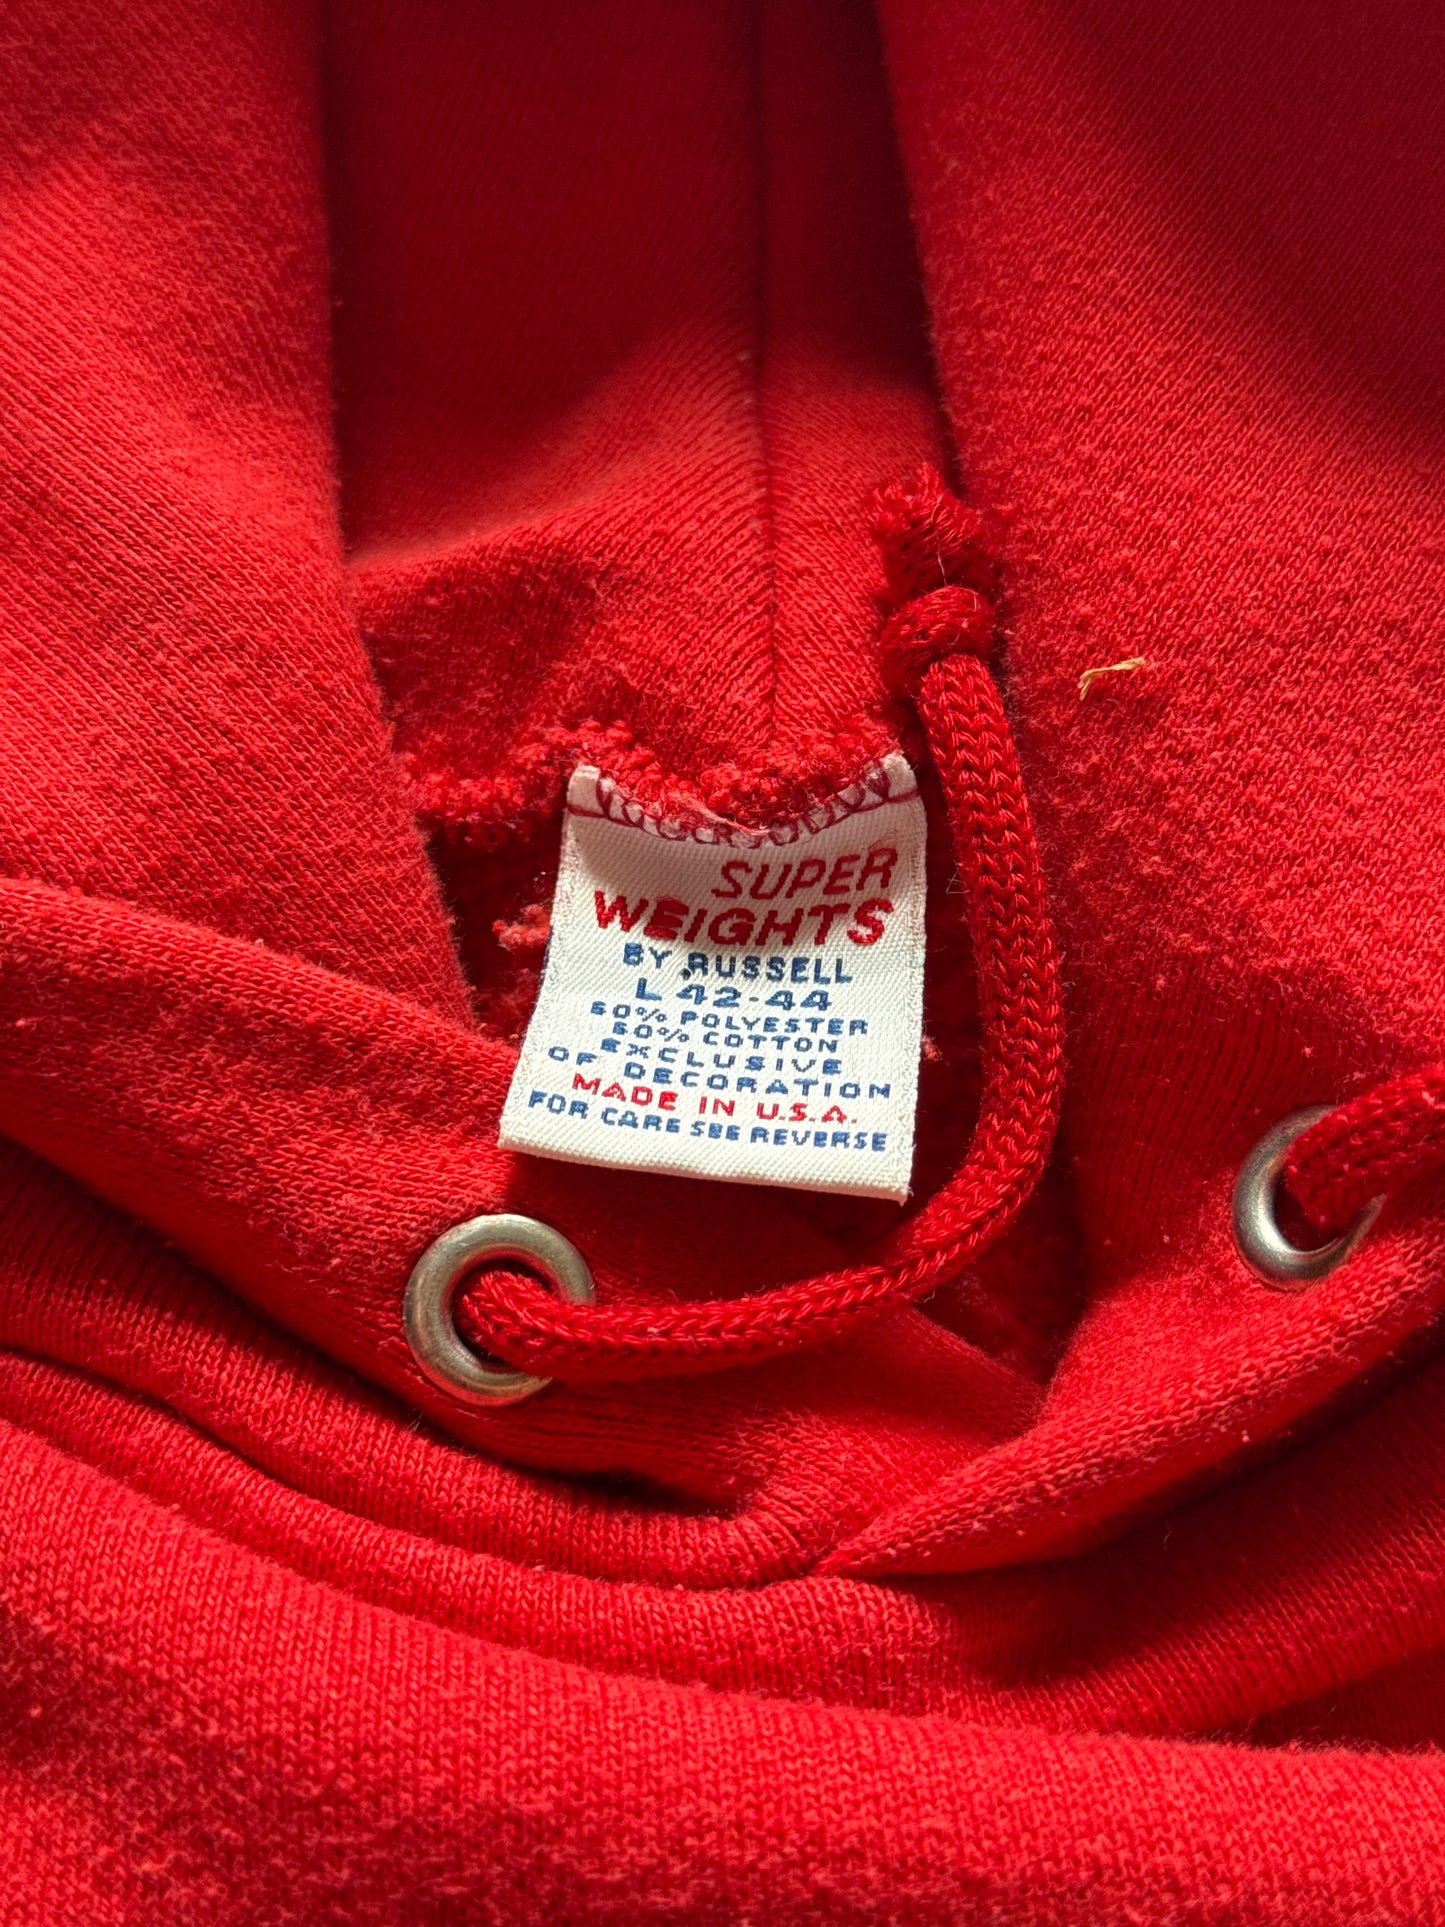 SUPER
WEIGHTS
BY RUSSELL
L 42-44
50% POLYESTER
50% COTTON
EXCLUSIVE
OF DECORATION
MADE IN U.S.A.
FOR CARE SEE REVERSE